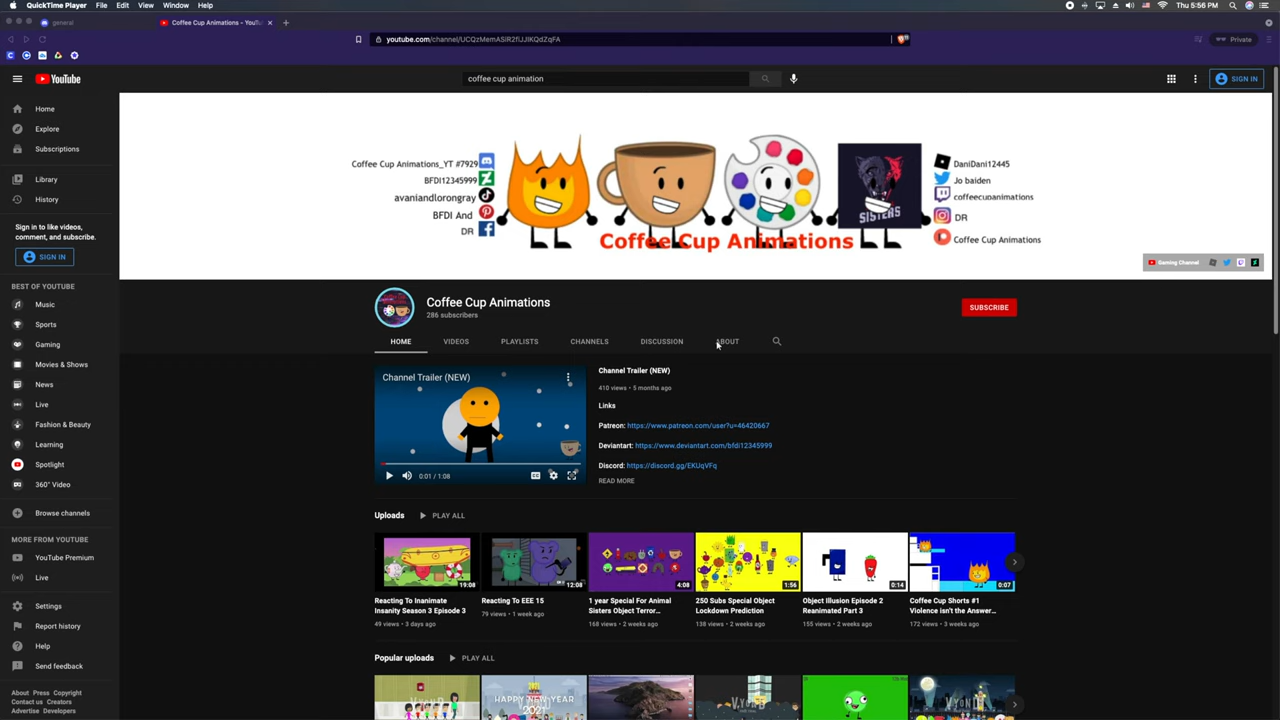 QuickTime Player File Edit View Window Help
Thu 5:56 PM
general
Coffee Cup Animations - YouTu
youtube.com/channel/UCQzMemASIR2fIJJIKQdZqFA
Private
YouTube
coffee cup animation
SIGN IN
Home
Explore
Subscriptions
Library
History
Sign in to like videos,
comment, and subscribe.
SIGN IN
BEST OF YOUTUBE
Music
Sports
Gaming
Movies & Shows
News
Live
Fashion & Beauty
Learning
Spotlight
360° Video
Browse channels
MORE FROM YOUTUBE
YouTube Premium
Live
Settings
Report history
Help
Send feedback
About Press Copyright
Contact us Creators
Advertise Developers
Coffee Cup Animations_YT #7929
BFDI12345999
avaniandlorongray
BFDI And
DR
SISTERS
Coffee Cup Animations
DaniDani12445
Jo baiden
coffeecupanimations
DR
Coffee Cup Animations
Gaming Channel
Coffee Cup Animations
286 subscribers
SUBSCRIBE
HOME VIDEOS PLAYLISTS CHANNELS DISCUSSION ABOUT
Channel Trailer (NEW)
0:01 / 1:08
Channel Trailer (NEW)
410 views • 5 months ago
Links
Patreon: https://www.patreon.com/user?u=46420667
Deviantart: https://www.deviantart.com/bfdi12345999
Discord: https://discord.gg/EKUqVFq
READ MORE
Uploads PLAY ALL
19:08
Reacting To Inanimate
Insanity Season 3 Episode 3
49 views • 3 days ago
12:08
Reacting To EEE 15
79 views • 1 week ago
4:08
1 year Special For Animal
Sisters Object Terror...
168 views • 2 weeks ago
1:56
250 Subs Special Object
Lockdown Prediction
138 views • 2 weeks ago
0:14
Object Illusion Episode 2
Reanimated Part 3
155 views • 2 weeks ago
0:07
Coffee Cup Shorts #1
Violence isn't the Answer...
172 views • 3 weeks ago
Popular uploads PLAY ALL
HAPPY NEW YEAR
2021
VYOND
VYOND